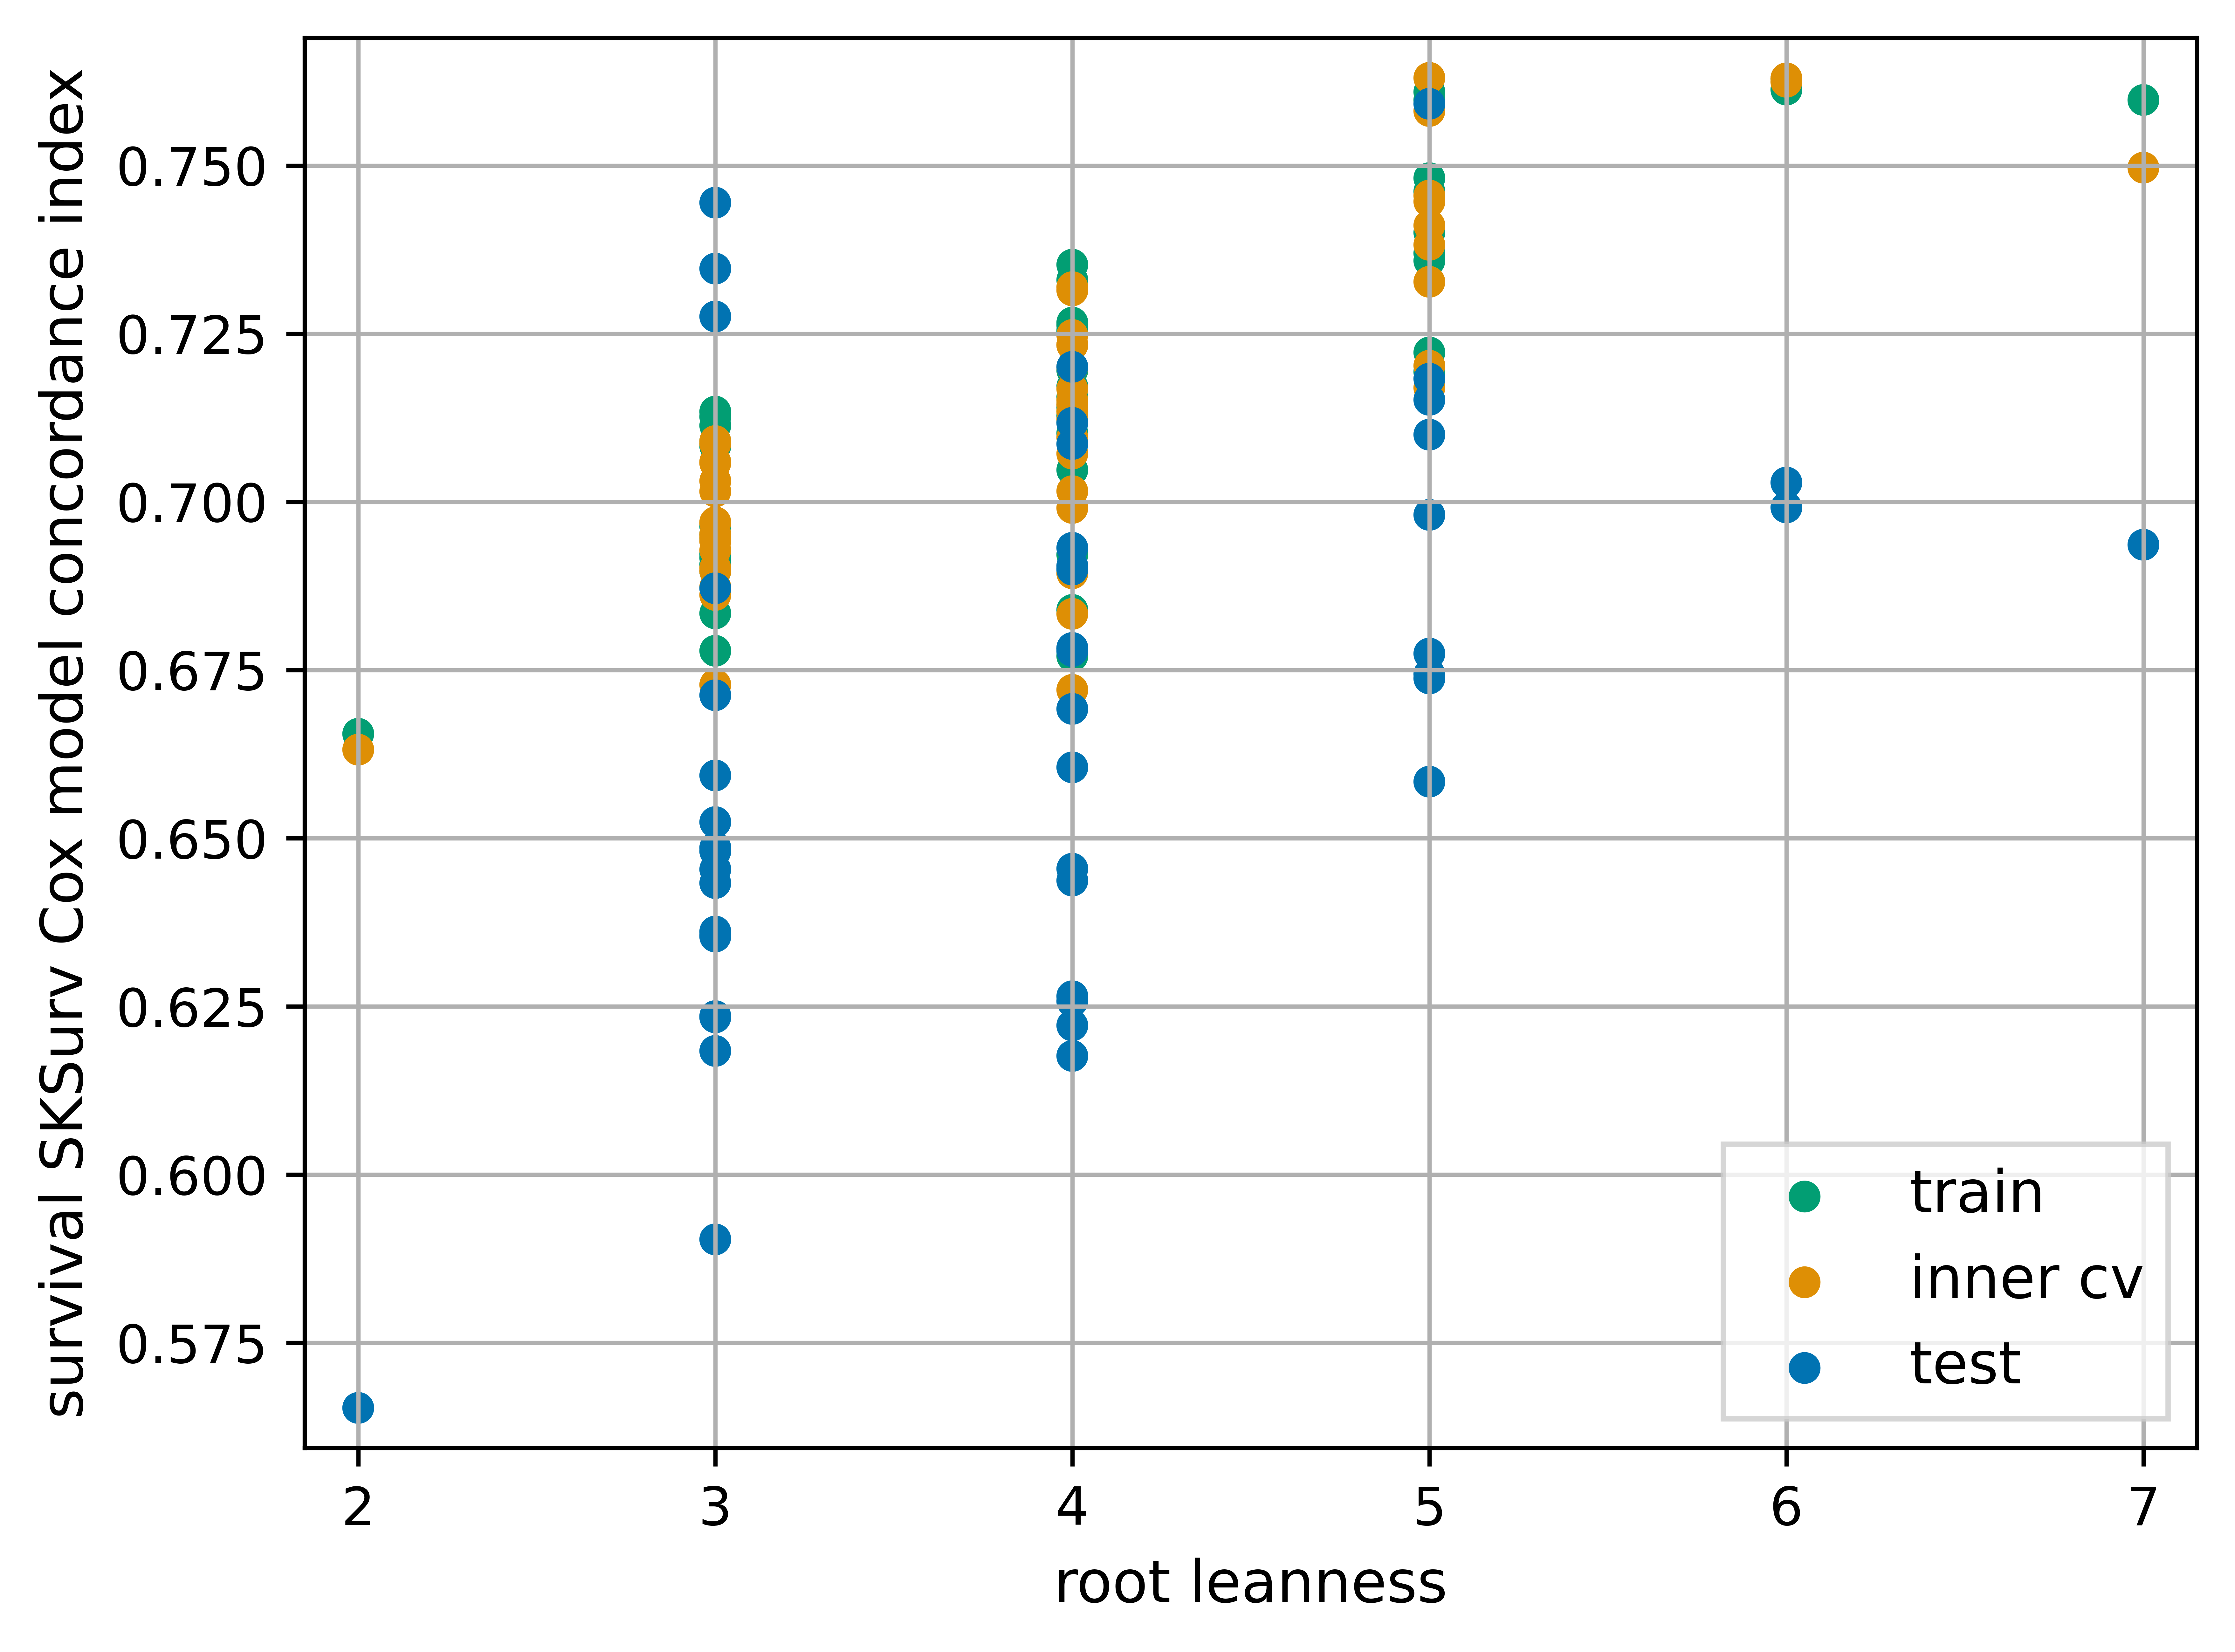 survival SKSurv Cox model concordance index
0.750
0.725
0.700
0.675
0.650
0.625
0.600
0.575
train
inner cv
test
2 3 4 5 6 7
root leanness